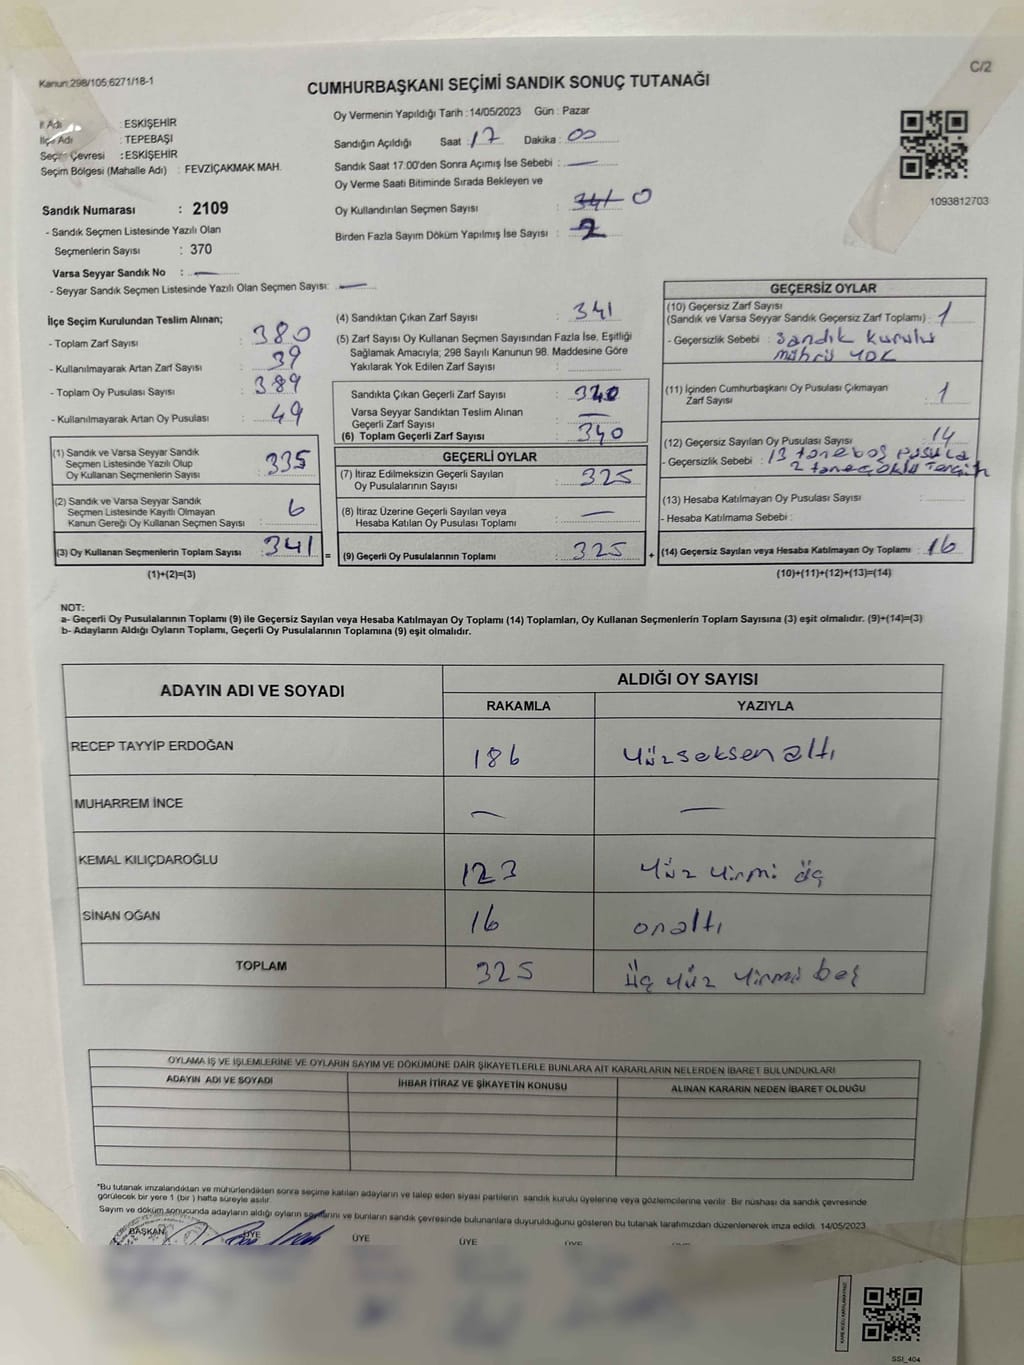 Kanun:298/105;6271/18-1
C/2
CUMHURBAŞKANI SEÇİMİ SANDIK SONUÇ TUTANAĞI
İl Adı : ESKİŞEHİR
İlçe Adı : TEPEBAŞI
Seçim Çevresi : ESKİŞEHİR
Seçim Bölgesi (Mahalle Adı) : FEVZİÇAKMAK MAH.
Sandık Numarası : 2109
- Sandık Seçmen Listesinde Yazılı Olan
Seçmenlerin Sayısı : 370
Varsa Seyyar Sandık No : —
- Seyyar Sandık Seçmen Listesinde Yazılı Olan Seçmen Sayısı: —
Oy Vermenin Yapıldığı Tarih : 14/05/2023 Gün : Pazar
Sandığın Açıldığı Saat : 17 Dakika : 00
Sandık Saat 17.00'den Sonra Açımış İse Sebebi : —
Oy Verme Saati Bitiminde Sırada Bekleyen ve
Oy Kullandırılan Seçmen Sayısı : 341 0
Birden Fazla Sayım Döküm Yapılmış İse Sayısı : 2
1093812703
İlçe Seçim Kurulundan Teslim Alınan;
- Toplam Zarf Sayısı : 380
- Kullanılmayarak Artan Zarf Sayısı : 39
- Toplam Oy Pusulası Sayısı : 389
- Kullanılmayarak Artan Oy Pusulası : 49
(1) Sandık ve Varsa Seyyar Sandık
Seçmen Listesinde Yazılı Olup
Oy Kullanan Seçmenlerin Sayısı : 335
(2) Sandık ve Varsa Seyyar Sandık
Seçmen Listesinde Kayıtlı Olmayan
Kanun Gereği Oy Kullanan Seçmen Sayısı : 6
(3) Oy Kullanan Seçmenlerin Toplam Sayısı : 341
(1)+(2)=(3)
(4) Sandıktan Çıkan Zarf Sayısı : 341
(5) Zarf Sayısı Oy Kullanan Seçmen Sayısından Fazla İse, Eşitliği
Sağlamak Amacıyla; 298 Sayılı Kanunun 98. Maddesine Göre
Yakılarak Yok Edilen Zarf Sayısı :
Sandıkta Çıkan Geçerli Zarf Sayısı : 340
Varsa Seyyar Sandıktan Teslim Alınan
Geçerli Zarf Sayısı : —
(6) Toplam Geçerli Zarf Sayısı : 340
GEÇERLİ OYLAR
(7) İtiraz Edilmeksizin Geçerli Sayılan
Oy Pusulalarının Sayısı : 325
(8) İtiraz Üzerine Geçerli Sayılan veya
Hesaba Katılan Oy Pusulası Toplamı : —
= (9) Geçerli Oy Pusulalarının Toplamı : 325 +
GEÇERSİZ OYLAR
(10) Geçersiz Zarf Sayısı
(Sandık ve Varsa Seyyar Sandık Geçersiz Zarf Toplamı) : 1
- Geçersizlik Sebebi : Sandık kurulu
mührü yok
(11) İçinden Cumhurbaşkanı Oy Pusulası Çıkmayan
Zarf Sayısı : 1
(12) Geçersiz Sayılan Oy Pusulası Sayısı : 14
- Geçersizlik Sebebi : 13 tane boş pusula
2 tane çoklu tercih
(13) Hesaba Katılmayan Oy Pusulası Sayısı :
- Hesaba Katılmama Sebebi :
(14) Geçersiz Sayılan veya Hesaba Katılmayan Oy Toplamı : 16
(10)+(11)+(12)+(13)=(14)
NOT:
a- Geçerli Oy Pusulalarının Toplamı (9) ile Geçersiz Sayılan veya Hesaba Katılmayan Oy Toplamı (14) Toplamları, Oy Kullanan Seçmenlerin Toplam Sayısına (3) eşit olmalıdır. (9)+(14)=(3)
b- Adayların Aldığı Oyların Toplamı, Geçerli Oy Pusulalarının Toplamına (9) eşit olmalıdır.
ADAYIN ADI VE SOYADI
ALDIĞI OY SAYISI
RAKAMLA YAZIYLA
RECEP TAYYİP ERDOĞAN 186 Yüzseksen altı
MUHARREM İNCE — —
KEMAL KILIÇDAROĞLU 123 Yüz Yirmi üç
SİNAN OĞAN 16 onaltı
TOPLAM 325 üç Yüz Yirmi beş
OYLAMA İŞ VE İŞLEMLERİNE VE OYLARIN SAYIM VE DÖKÜMÜNE DAİR ŞİKAYETLERLE BUNLARA AİT KARARLARIN NELERDEN İBARET BULUNDUKLARI
ADAYIN ADI VE SOYADI İHBAR İTİRAZ VE ŞİKAYETİN KONUSU ALINAN KARARIN NEDEN İBARET OLDUĞU
"Bu tutanak imzalandıktan ve mühürlendikten sonra seçime katılan adayların ve talep eden siyasi partilerin sandık kurulu üyelerine veya gözlemcilerine verilir. Bir nüshası da sandık çevresinde
görülecek bir yere 1 (bir ) hafta süreyle asılır.
Sayım ve döküm sonucunda adayların aldığı oyların sayılarını ve bunların sandık çevresinde bulunanlara duyurulduğunu gösteren bu tutanak tarafımızdan düzenlenerek imza edildi. 14/05/2023
BAŞKAN ÜYE ÜYE ÜYE ÜYE
SSI_404